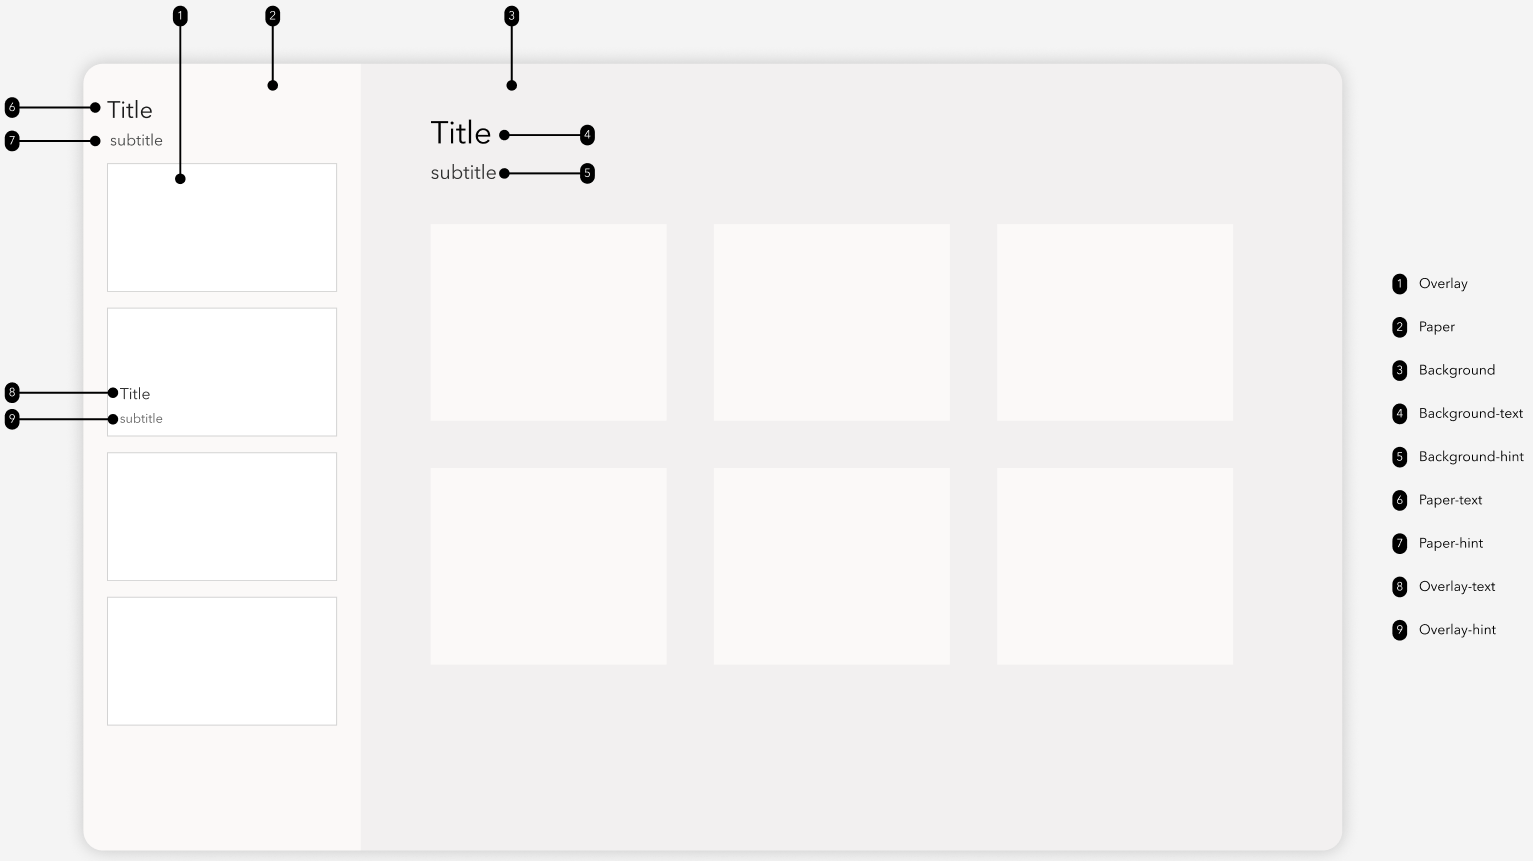 1
2
3
6 Title
7 subtitle
Title 4
subtitle 5
8 Title
9 subtitle
1 Overlay
2 Paper
3 Background
4 Background-text
5 Background-hint
6 Paper-text
7 Paper-hint
8 Overlay-text
9 Overlay-hint